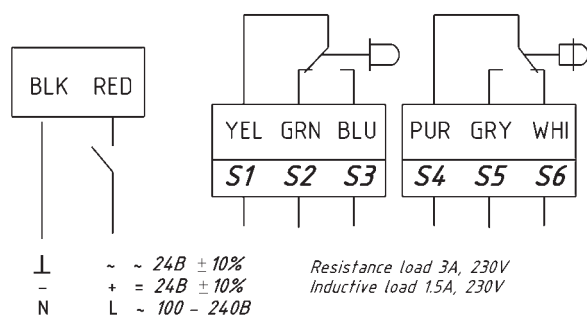 BLK RED
YEL GRN BLU
S1 S2 S3
PUR GRY WHI
S4 S5 S6
⊥ ~ ~ 24В ±10%
− + = 24В ±10%
N L ~ 100 - 240В
Resistance load 3A, 230V
Inductive load 1.5A, 230V